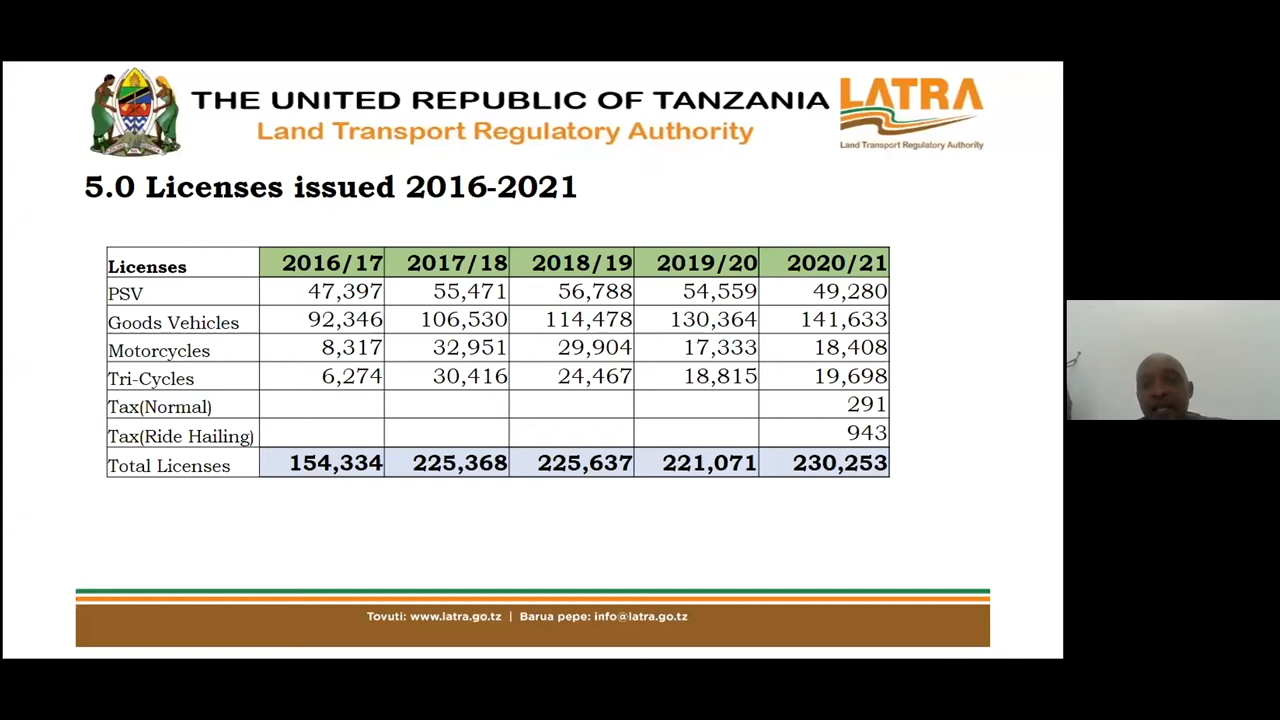 THE UNITED REPUBLIC OF TANZANIA
Land Transport Regulatory Authority
LATRA
Land Transport Regulatory Authority
5.0 Licenses issued 2016-2021
Licenses 2016/17 2017/18 2018/19 2019/20 2020/21
PSV 47,397 55,471 56,788 54,559 49,280
Goods Vehicles 92,346 106,530 114,478 130,364 141,633
Motorcycles 8,317 32,951 29,904 17,333 18,408
Tri-Cycles 6,274 30,416 24,467 18,815 19,698
Tax(Normal) 291
Tax(Ride Hailing) 943
Total Licenses 154,334 225,368 225,637 221,071 230,253
Tovuti: www.latra.go.tz | Barua pepe: info@latra.go.tz